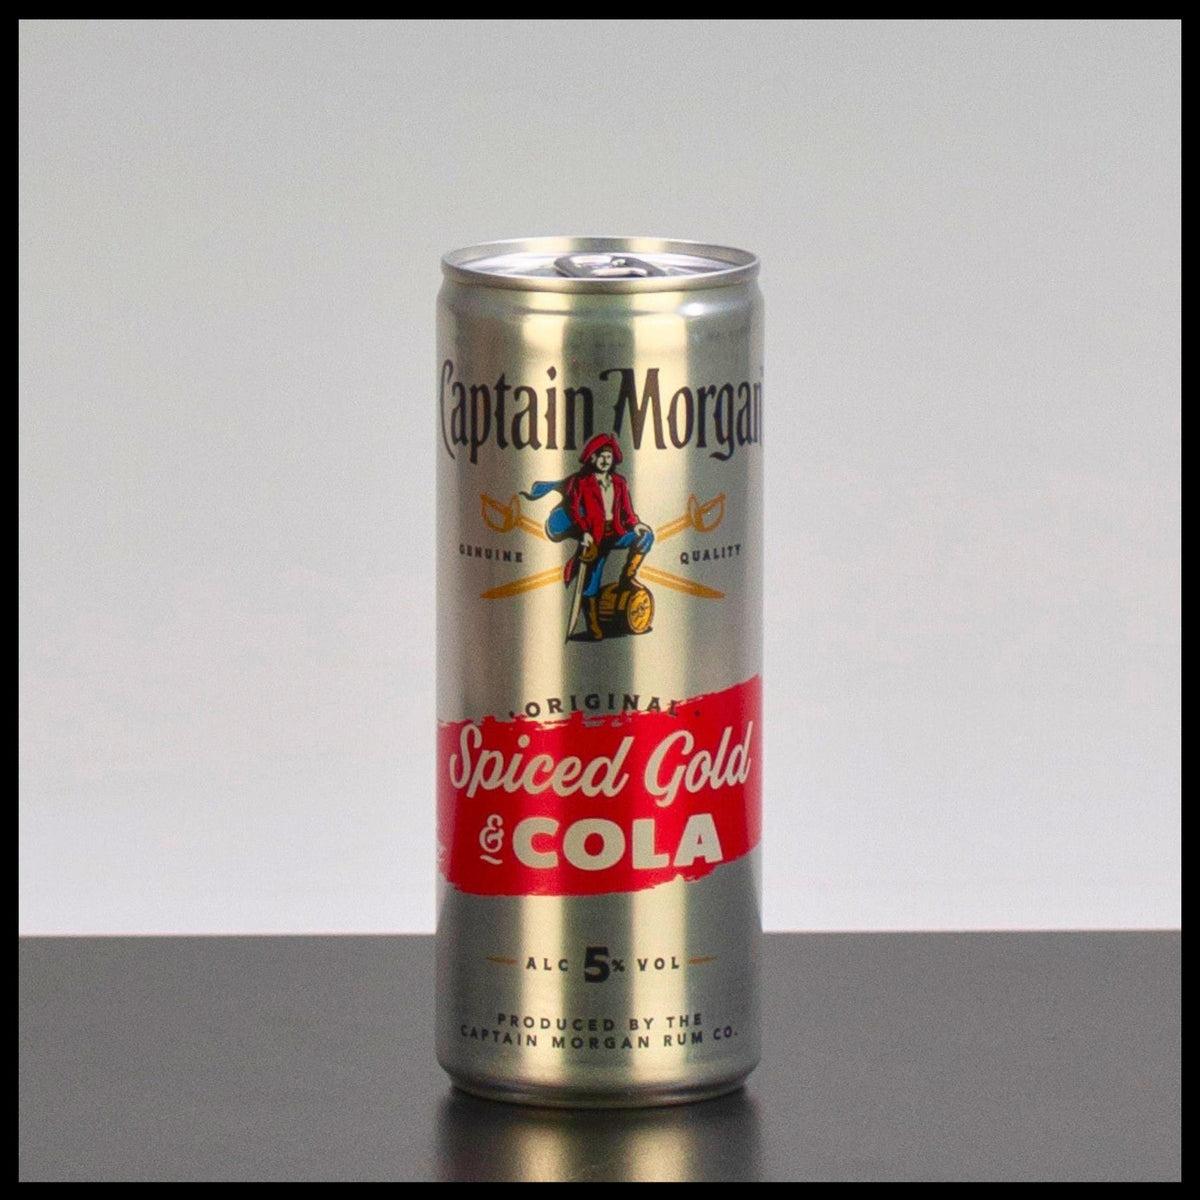 Captain Morgan
GENUINE QUALITY
ORIGINAL
Spiced Gold
& COLA
ALC 5% VOL
PRODUCED BY THE
CAPTAIN MORGAN RUM CO.